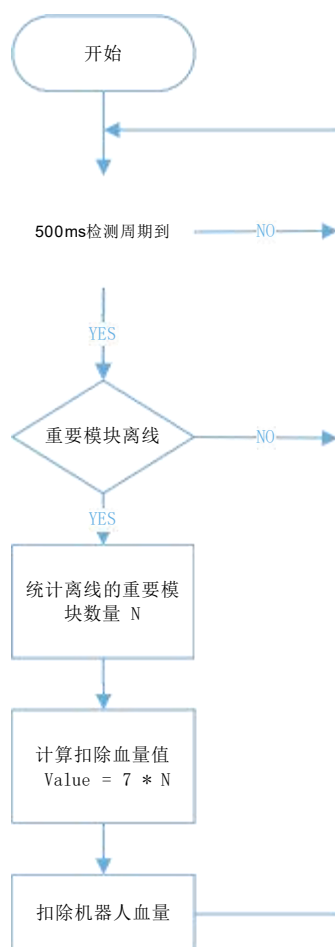 开始
500ms检测周期到
NO
YES
重要模块离线
NO
YES
统计离线的重要模
块数量 N
计算扣除血量值
Value = 7 * N
扣除机器人血量